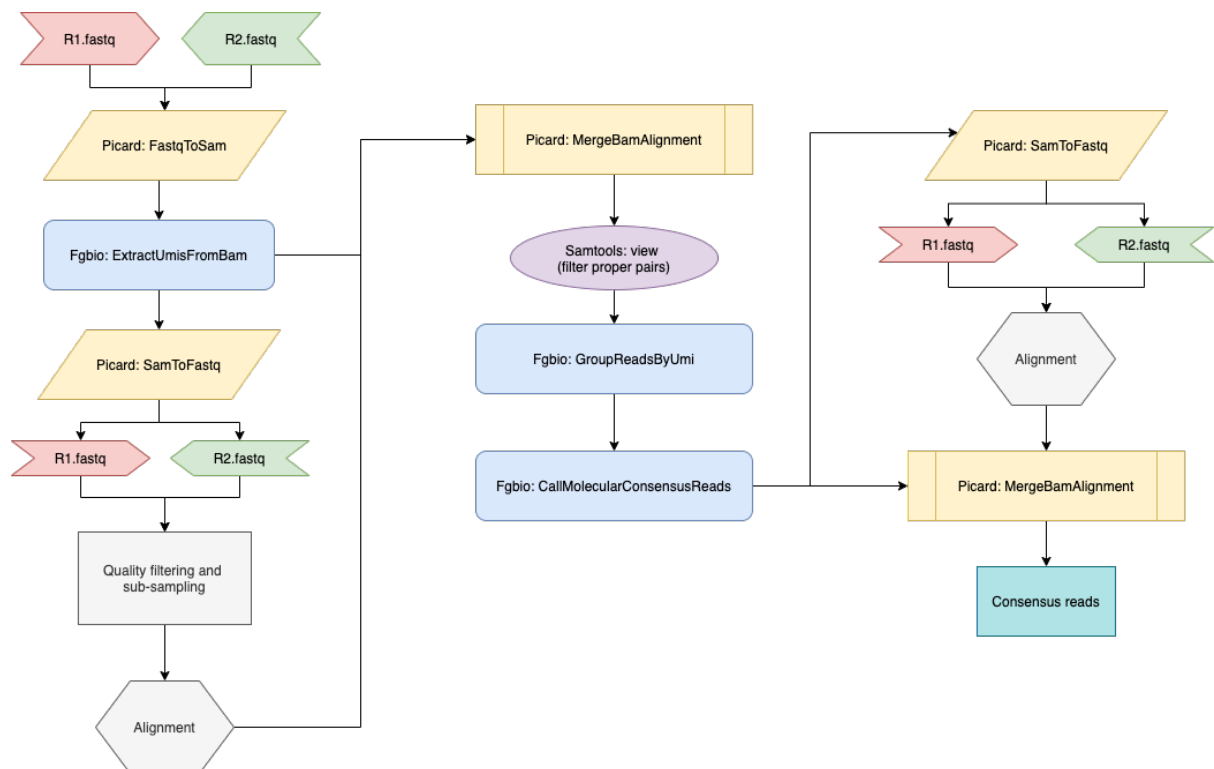 R1.fastq
R2.fastq
Picard: FastqToSam
Fgbio: ExtractUmisFromBam
Picard: SamToFastq
R1.fastq
R2.fastq
Quality filtering and
sub-sampling
Alignment
Picard: MergeBamAlignment
Samtools: view
(filter proper pairs)
Fgbio: GroupReadsByUmi
Fgbio: CallMolecularConsensusReads
Picard: SamToFastq
R1.fastq
R2.fastq
Alignment
Picard: MergeBamAlignment
Consensus reads